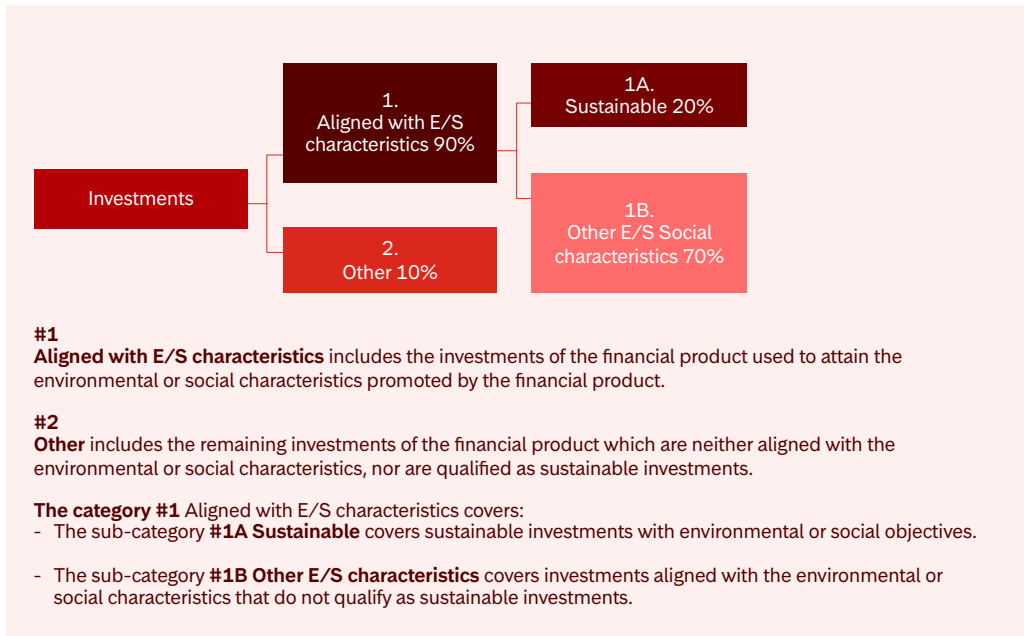 Investments
1.
Aligned with E/S
characteristics 90%
2.
Other 10%
1A.
Sustainable 20%
1B.
Other E/S Social
characteristics 70%
#1
Aligned with E/S characteristics includes the investments of the financial product used to attain the
environmental or social characteristics promoted by the financial product.
#2
Other includes the remaining investments of the financial product which are neither aligned with the
environmental or social characteristics, nor are qualified as sustainable investments.
The category #1 Aligned with E/S characteristics covers:
- The sub-category #1A Sustainable covers sustainable investments with environmental or social objectives.
- The sub-category #1B Other E/S characteristics covers investments aligned with the environmental or
social characteristics that do not qualify as sustainable investments.